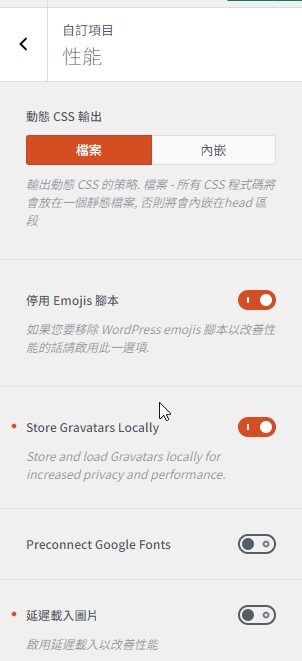 自訂項目
性能
動態 CSS 輸出
檔案
內嵌
輸出動態 CSS 的策略. 檔案 - 所有 CSS 程式碼將
會放在一個靜態檔案, 否則將會內嵌在head 區
段
停用 Emojis 腳本
如果您要移除 WordPress emojis 腳本以改善性
能的話請啟用此一選項.
Store Gravatars Locally
Store and load Gravatars locally for
increased privacy and performance.
Preconnect Google Fonts
延遲載入圖片
啟用延遲載入以改善性能